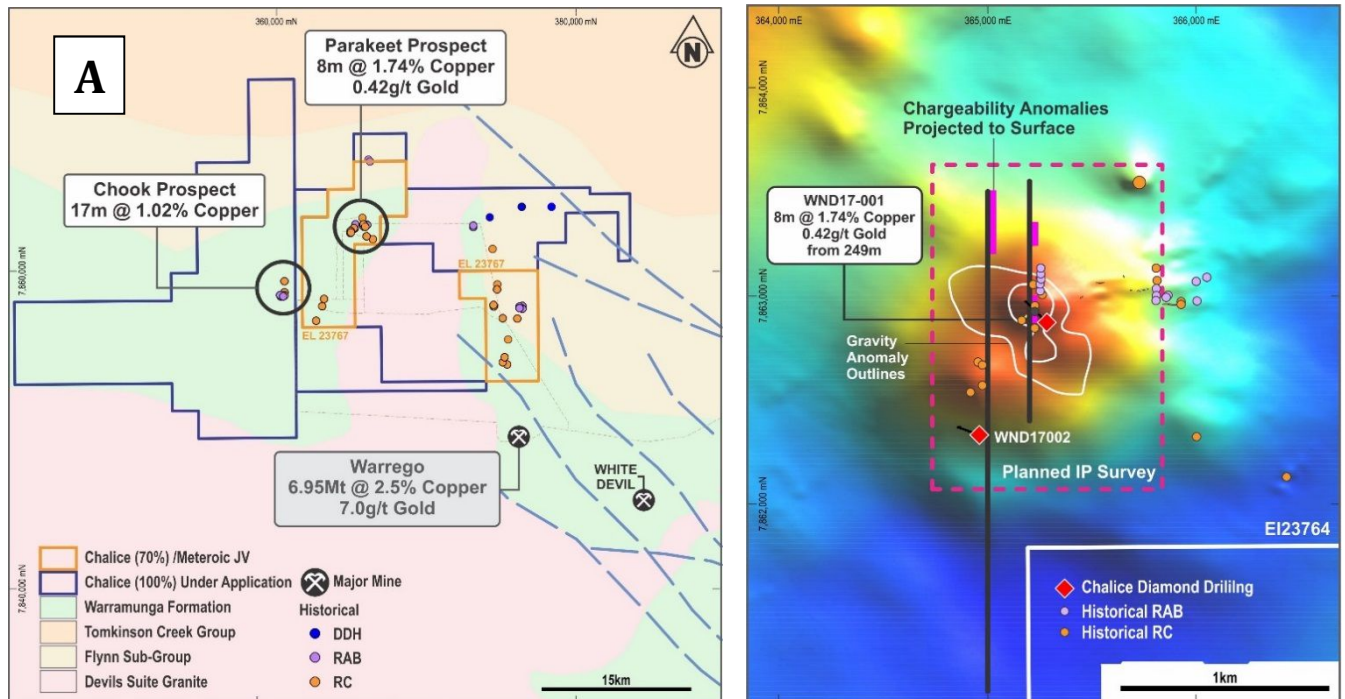 360,000 mN
380,000 mN
A
Parakeet Prospect
8m @ 1.74% Copper
0.42g/t Gold
N
Chook Prospect
17m @ 1.02% Copper
7,860,000 mN
EL 23767
EL 23767
Warrego
6.95Mt @ 2.5% Copper
7.0g/t Gold
WHITE
DEVIL
Chalice (70%) /Meteroic JV
Chalice (100%) Under Application
Warramunga Formation
Tomkinson Creek Group
Flynn Sub-Group
Devils Suite Granite
Major Mine
Historical
DDH
RAB
RC
7,840,000 mN
15km
364,000 mE
365,000 mE
366,000 mE
7,864,000 mN
Chargeability Anomalies
Projected to Surface
WND17-001
8m @ 1.74% Copper
0.42g/t Gold
from 249m
7,863,000 mN
Gravity
Anomaly
Outlines
WND17002
Planned IP Survey
7,862,000 mN
EI23764
Chalice Diamond Drililng
Historical RAB
Historical RC
1km